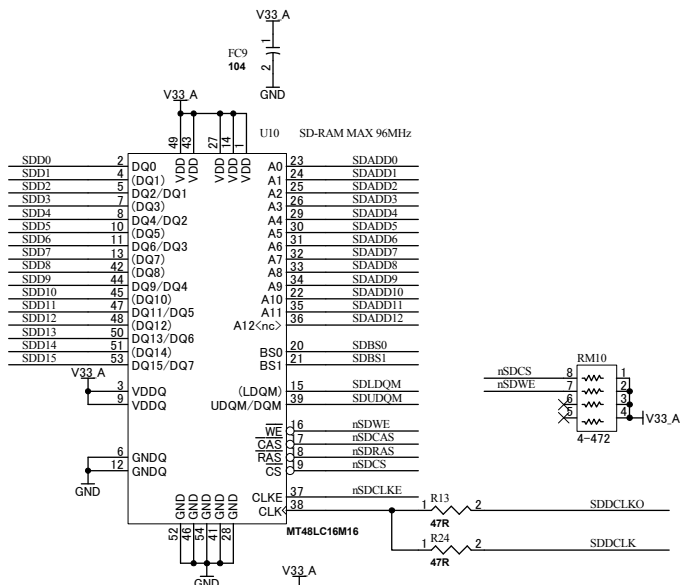 V33_A
1
FC9
104
2
GND
V33_A
U10 SD-RAM MAX 96MHz
49 43 27 14 1
VDD VDD VDD VDD VDD
SDD0 2 DQ0 A0 23 SDADD0
SDD1 4 (DQ1) A1 24 SDADD1
SDD2 5 DQ2/DQ1 A2 25 SDADD2
SDD3 7 (DQ3) A3 26 SDADD3
SDD4 8 DQ4/DQ2 A4 29 SDADD4
SDD5 10 (DQ5) A5 30 SDADD5
SDD6 11 DQ6/DQ3 A6 31 SDADD6
SDD7 13 (DQ7) A7 32 SDADD7
SDD8 42 (DQ8) A8 33 SDADD8
SDD9 44 DQ9/DQ4 A9 34 SDADD9
SDD10 45 (DQ10) A10 22 SDADD10
SDD11 47 DQ11/DQ5 A11 35 SDADD11
SDD12 48 (DQ12) A12<nc> 36 SDADD12
SDD13 50 DQ13/DQ6
SDD14 51 (DQ14) BS0 20 SDBS0
SDD15 53 DQ15/DQ7 BS1 21 SDBS1
V33_A
3 VDDQ (LDQM) 15 SDLDQM
9 VDDQ UDQM/DQM 39 SDUDQM
WE 16 nSDWE
CAS 7 nSDCAS
6 GNDQ RAS 8 nSDRAS
12 GNDQ CS 9 nSDCS
GND
CLKE 37 nSDCLKE
CLK 38
GND GND GND GND GND
52 46 54 41 28
MT48LC16M16
GND
V33_A
RM10
nSDCS 8 1
nSDWE 7 2
6 3
5 4 V33_A
4-472
1 R13 2 SDDCLKO
47R
1 R24 2 SDDCLK
47R